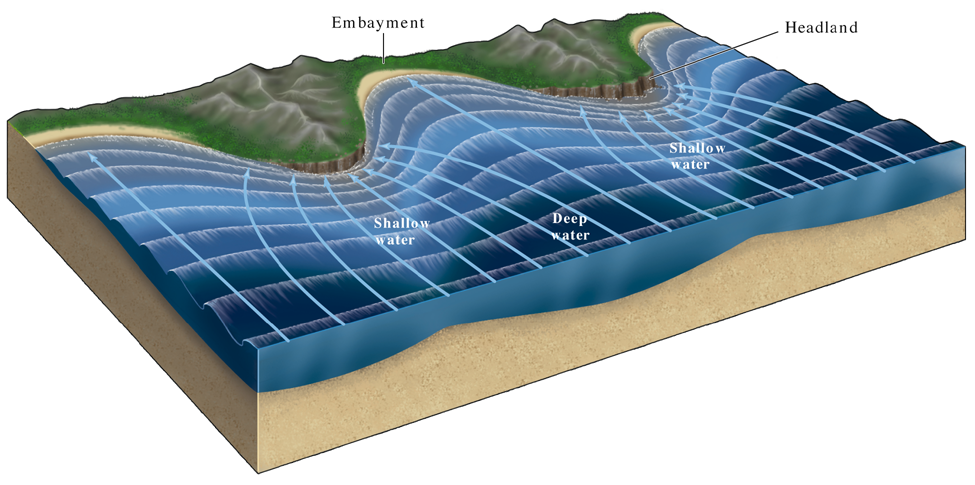 Embayment
Headland
Shallow
water
Shallow
water
Deep
water